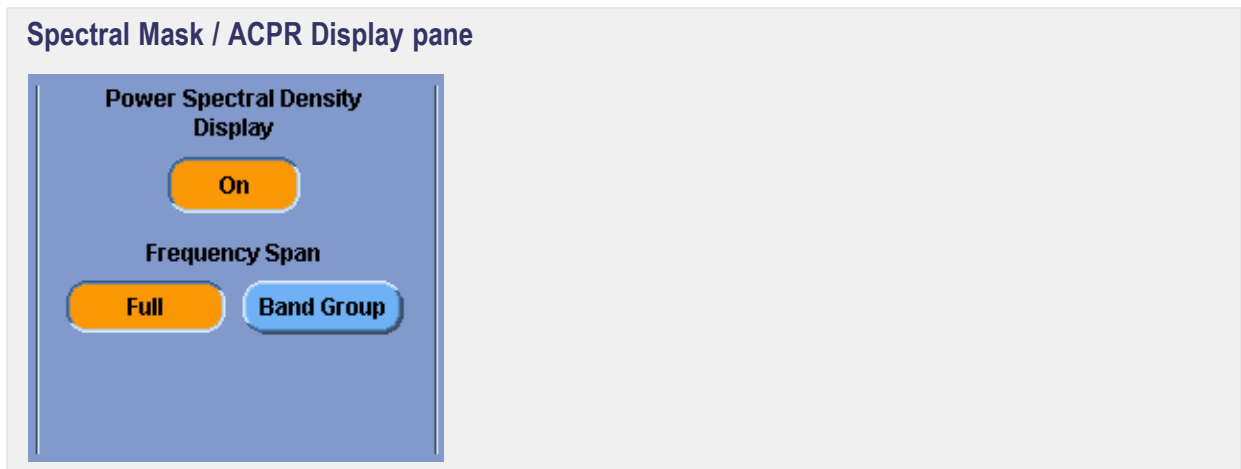 Spectral Mask / ACPR Display pane
Power Spectral Density
Display
On
Frequency Span
Full
Band Group